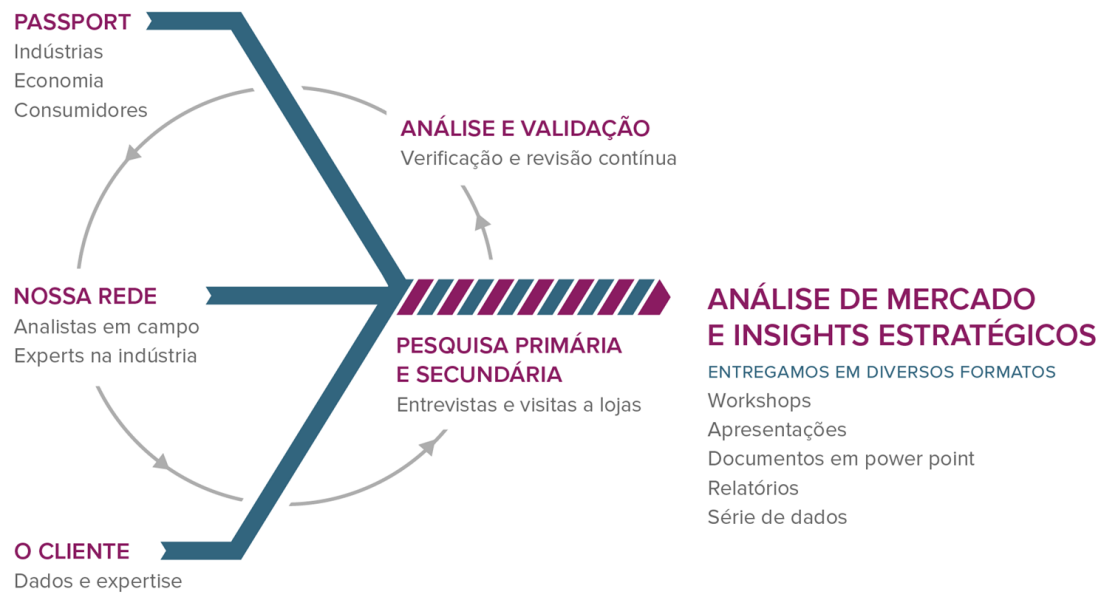 PASSPORT
Indústrias
Economia
Consumidores
ANÁLISE E VALIDAÇÃO
Verificação e revisão contínua
NOSSA REDE
Analistas em campo
Experts na indústria
PESQUISA PRIMÁRIA
E SECUNDÁRIA
Entrevistas e visitas a lojas
O CLIENTE
Dados e expertise
ANÁLISE DE MERCADO
E INSIGHTS ESTRATÉGICOS
ENTREGAMOS EM DIVERSOS FORMATOS
Workshops
Apresentações
Documentos em power point
Relatórios
Série de dados